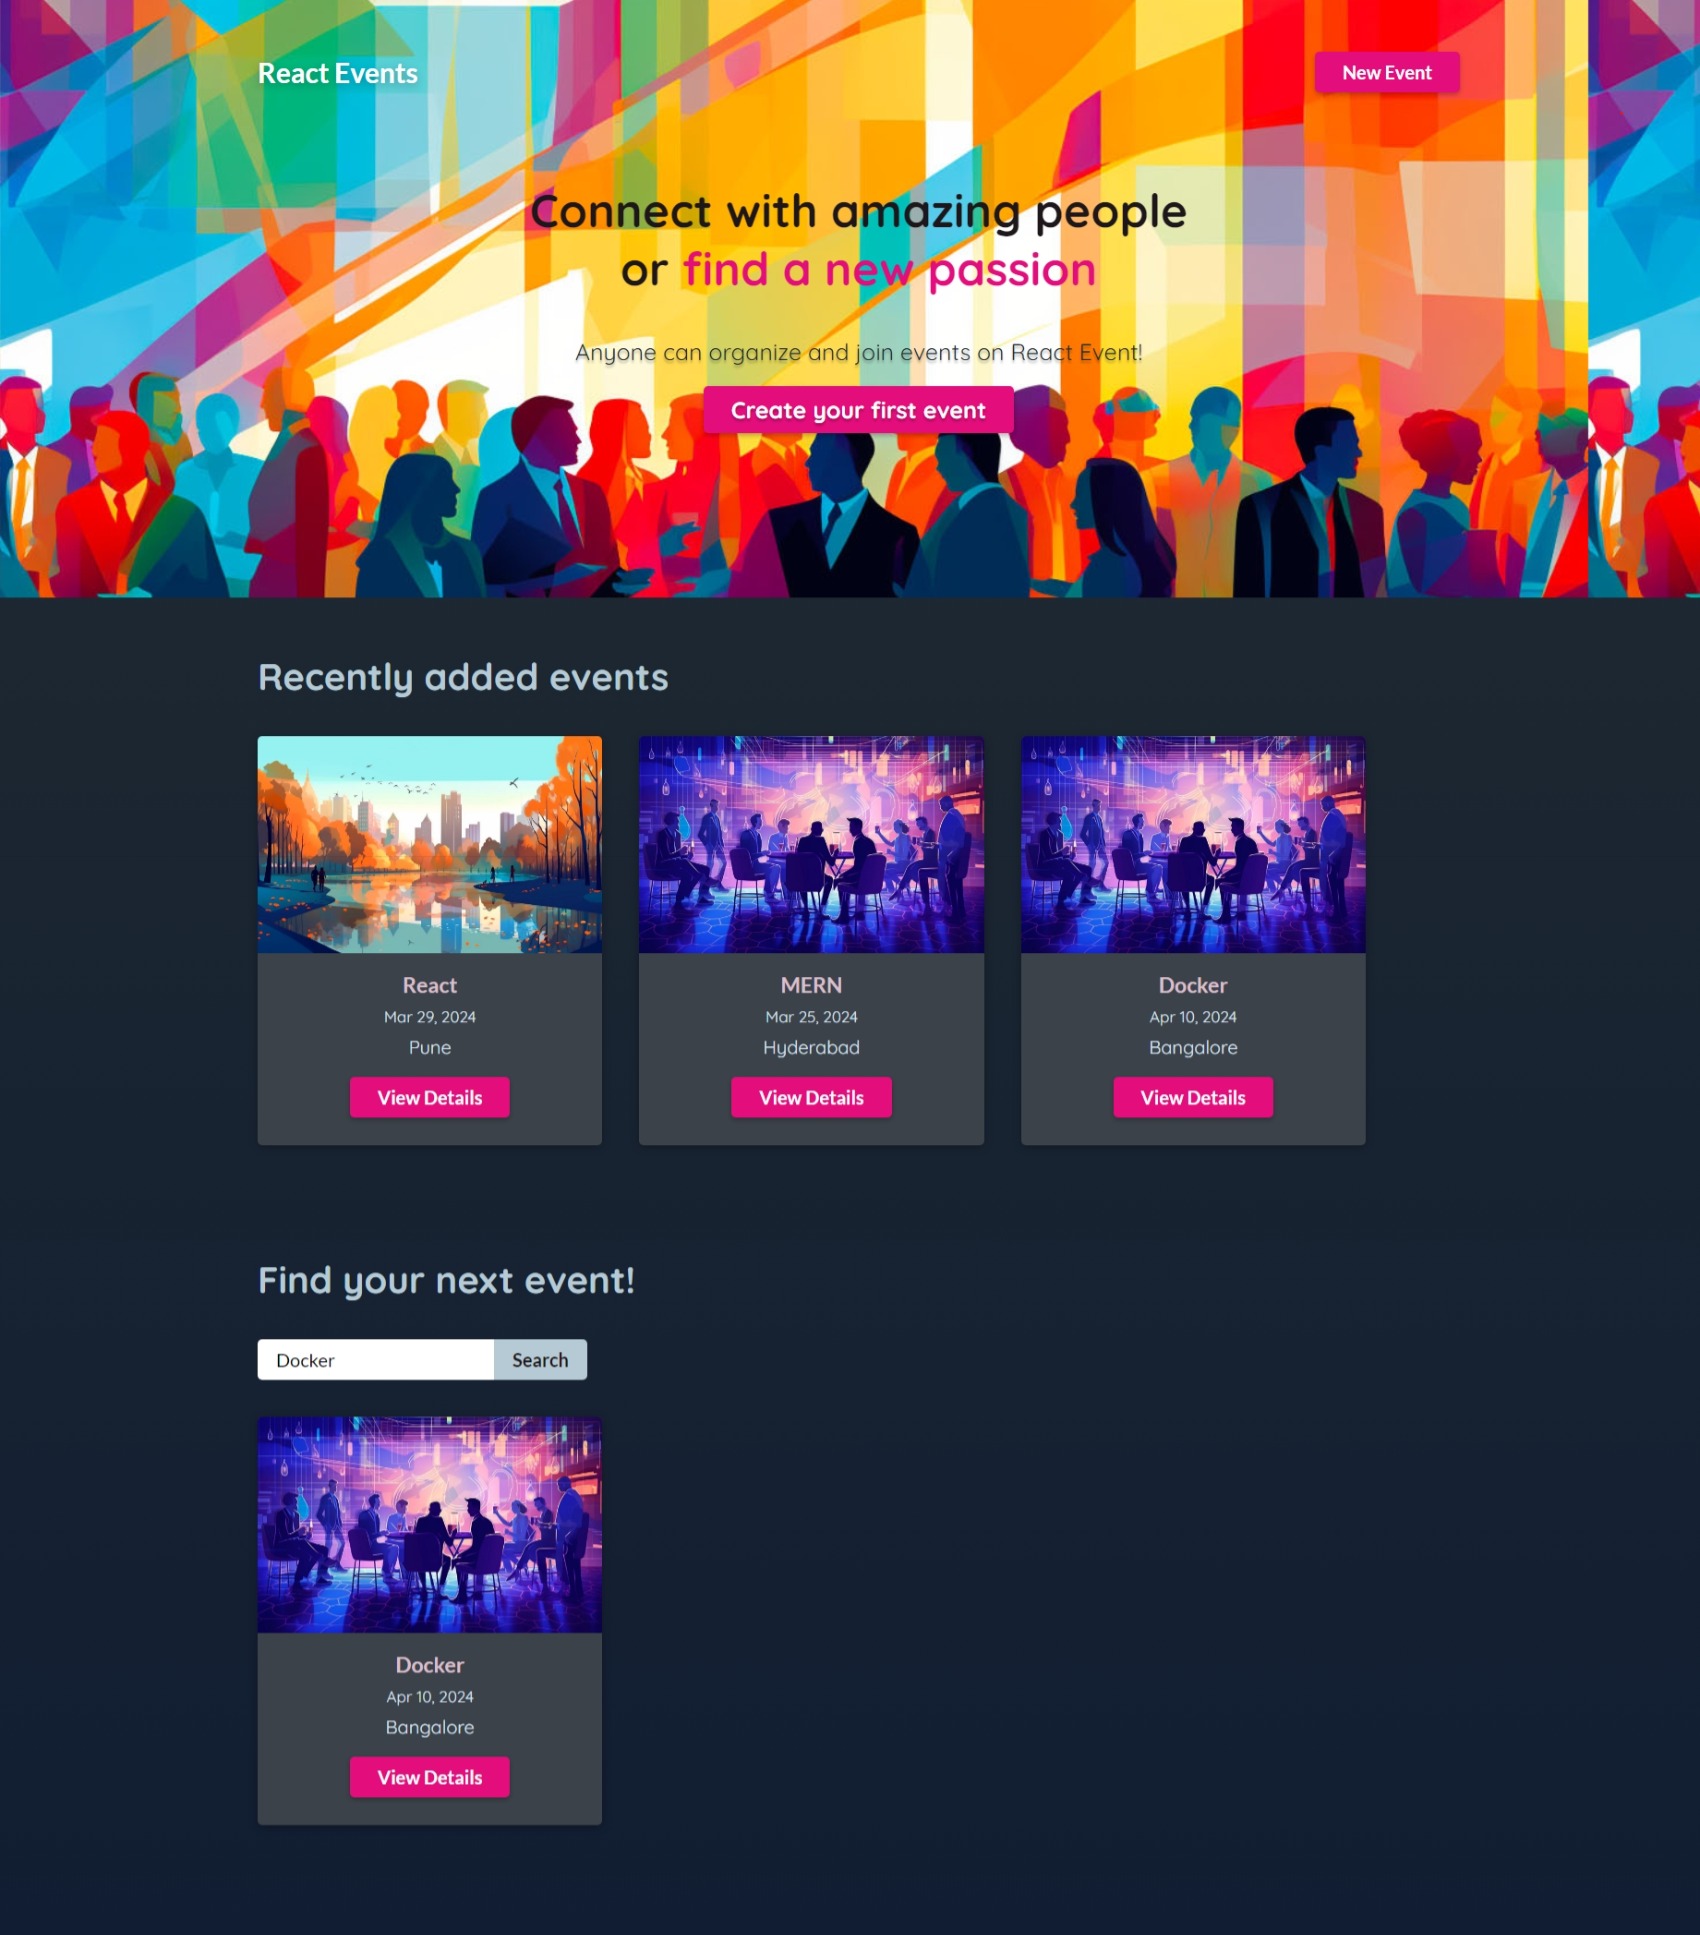 React Events
New Event
Connect with amazing people
or find a new passion
Anyone can organize and join events on React Event!
Create your first event
Recently added events
React
Mar 29, 2024
Pune
View Details
MERN
Mar 25, 2024
Hyderabad
View Details
Docker
Apr 10, 2024
Bangalore
View Details
Find your next event!
Docker
Search
Docker
Apr 10, 2024
Bangalore
View Details